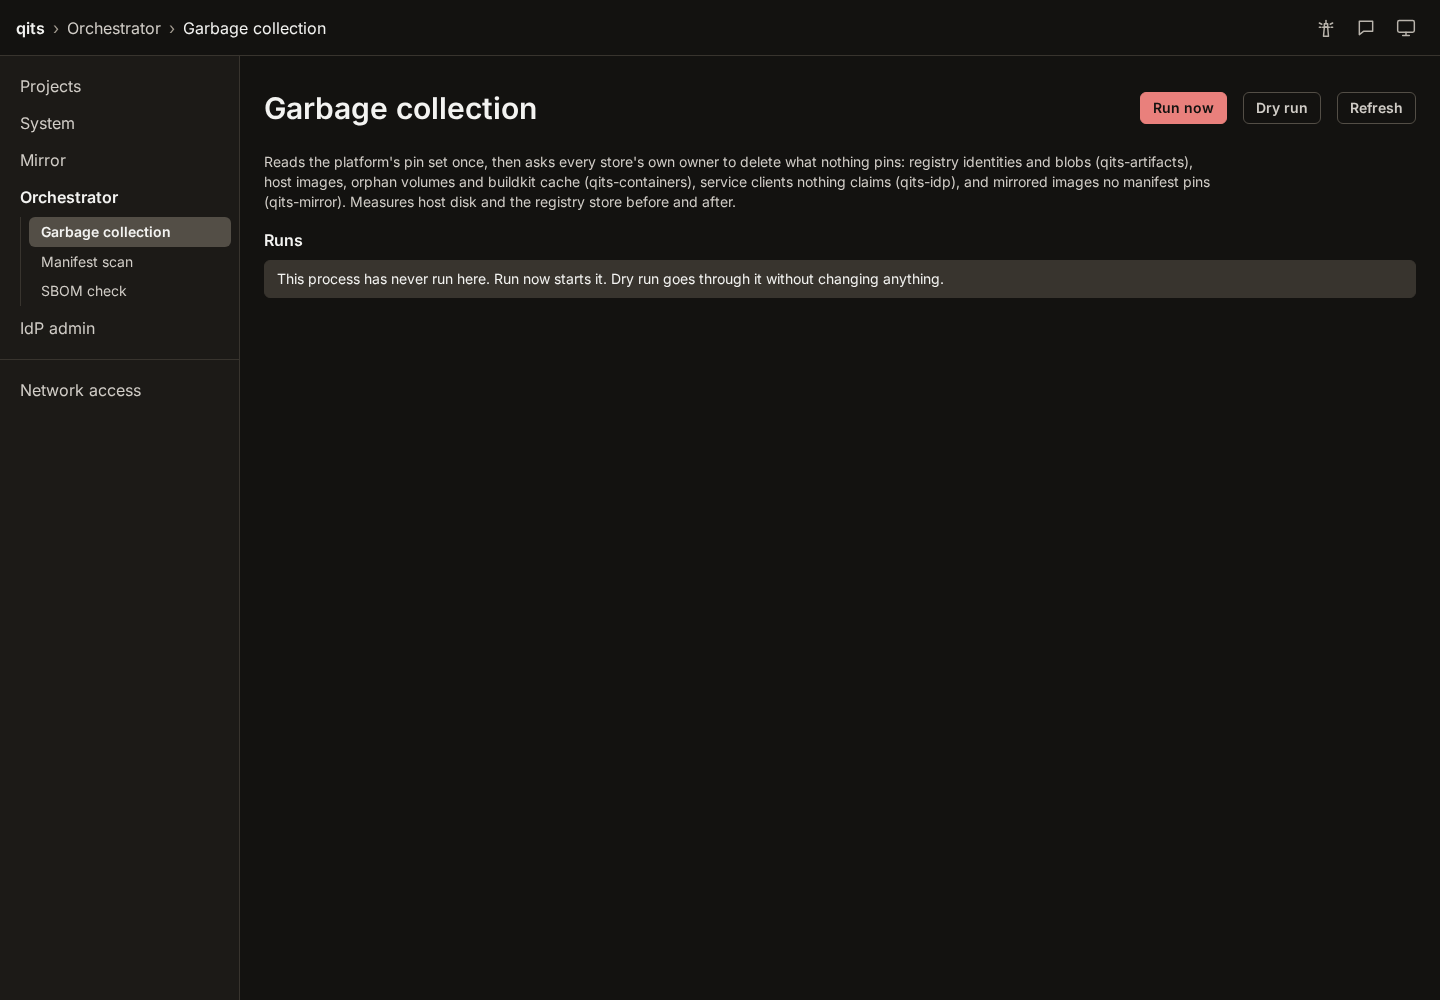 qits › Orchestrator › Garbage collection
Projects
System
Mirror
Orchestrator
Garbage collection
Manifest scan
SBOM check
IdP admin
Network access
Garbage collection
Run now
Dry run
Refresh
Reads the platform's pin set once, then asks every store's own owner to delete what nothing pins: registry identities and blobs (qits-artifacts),
host images, orphan volumes and buildkit cache (qits-containers), service clients nothing claims (qits-idp), and mirrored images no manifest pins
(qits-mirror). Measures host disk and the registry store before and after.
Runs
This process has never run here. Run now starts it. Dry run goes through it without changing anything.